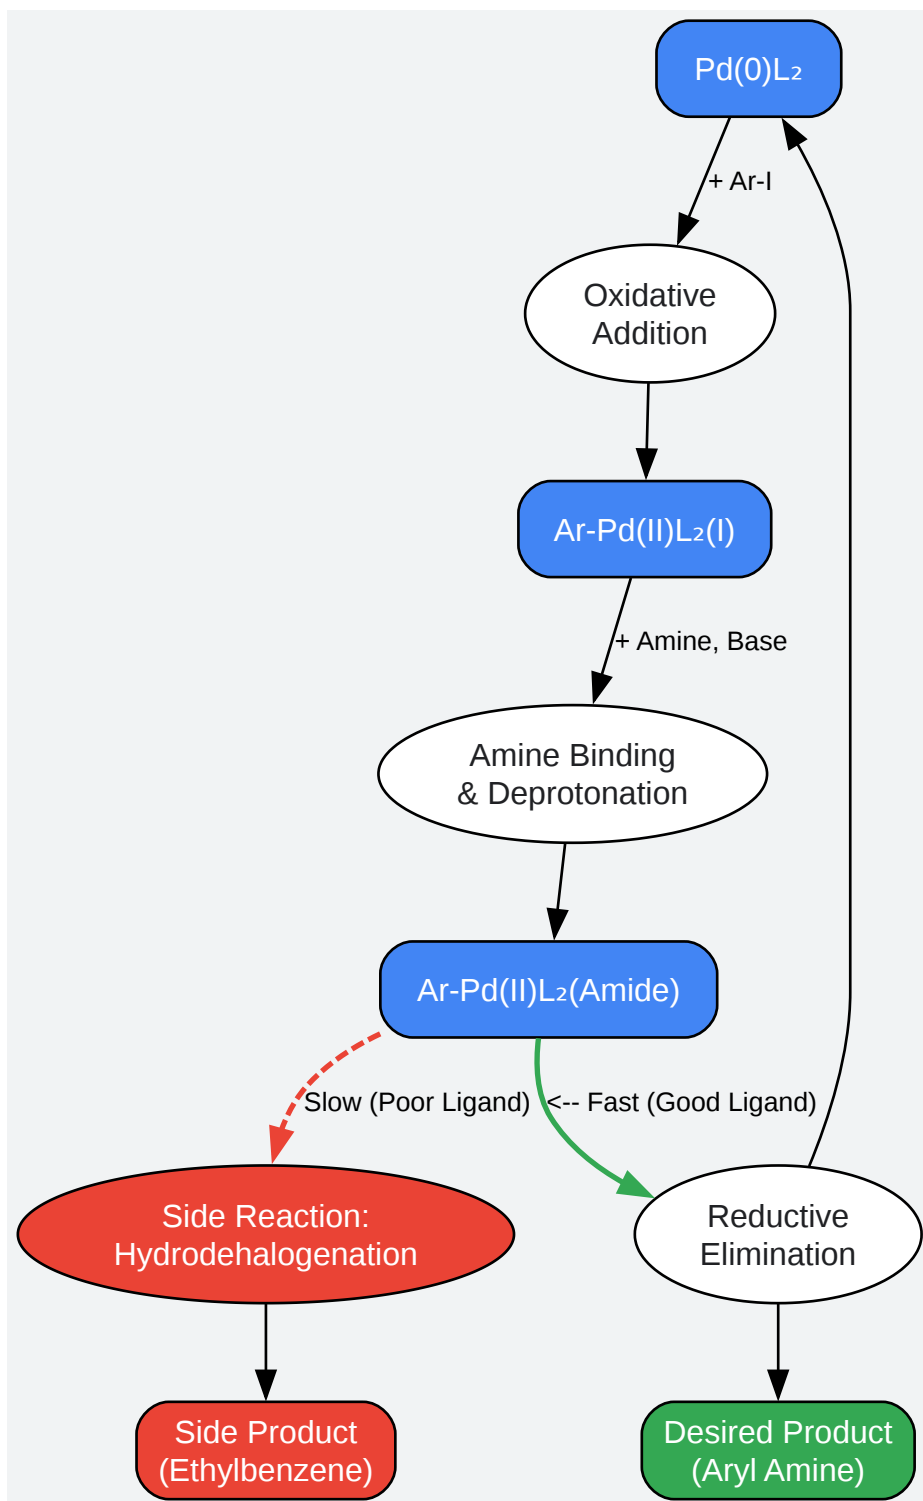 Pd(0)L₂
+ Ar-I
Oxidative
Addition
Ar-Pd(II)L₂(I)
+ Amine, Base
Amine Binding
& Deprotonation
Ar-Pd(II)L₂(Amide)
Slow (Poor Ligand)
<-- Fast (Good Ligand)
Side Reaction:
Hydrodehalogenation
Reductive
Elimination
Side Product
(Ethylbenzene)
Desired Product
(Aryl Amine)